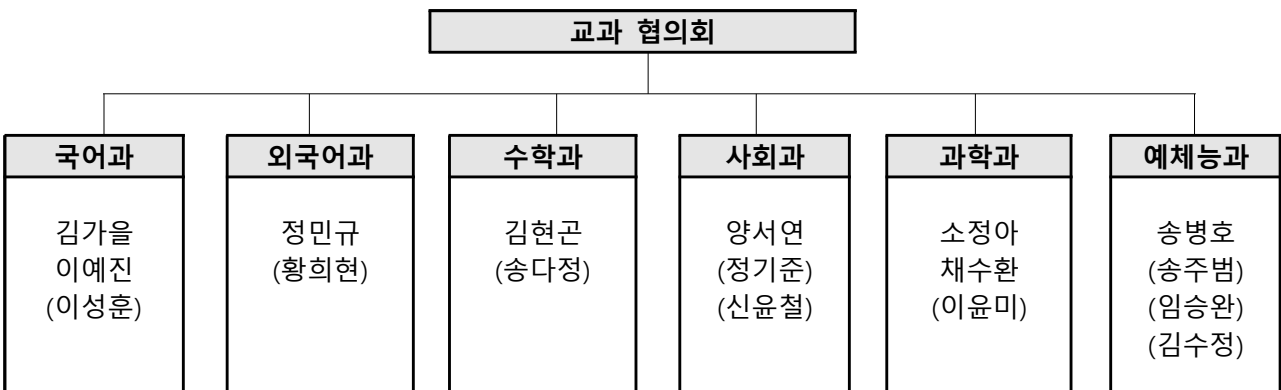 교과 협의회
국어과
김가을
이예진
(이성훈)
외국어과
정민규
(황희현)
수학과
김현곤
(송다정)
사회과
양서연
(정기준)
(신윤철)
과학과
소정아
채수환
(이윤미)
예체능과
송병호
(송주범)
(임승완)
(김수정)